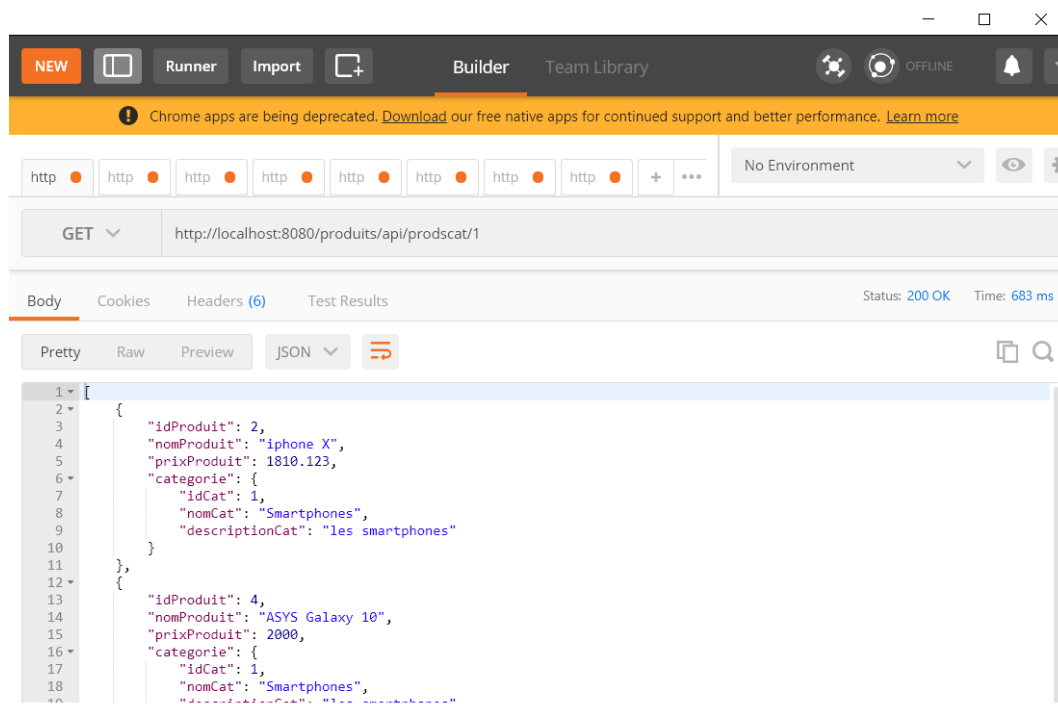 NEW Runner Import Builder Team Library OFFLINE
Chrome apps are being deprecated. Download our free native apps for continued support and better performance. Learn more
http http http http http http http http + ••• No Environment
GET http://localhost:8080/produits/api/prodscat/1
Body Cookies Headers (6) Test Results Status: 200 OK Time: 683 ms
Pretty Raw Preview JSON
1 [
2 {
3 "idProduit": 2,
4 "nomProduit": "iphone X",
5 "prixProduit": 1810.123,
6 "categorie": {
7 "idCat": 1,
8 "nomCat": "Smartphones",
9 "descriptionCat": "les smartphones"
10 }
11 },
12 {
13 "idProduit": 4,
14 "nomProduit": "ASYS Galaxy 10",
15 "prixProduit": 2000,
16 "categorie": {
17 "idCat": 1,
18 "nomCat": "Smartphones",
19 "descriptionCat": "les smartphones"